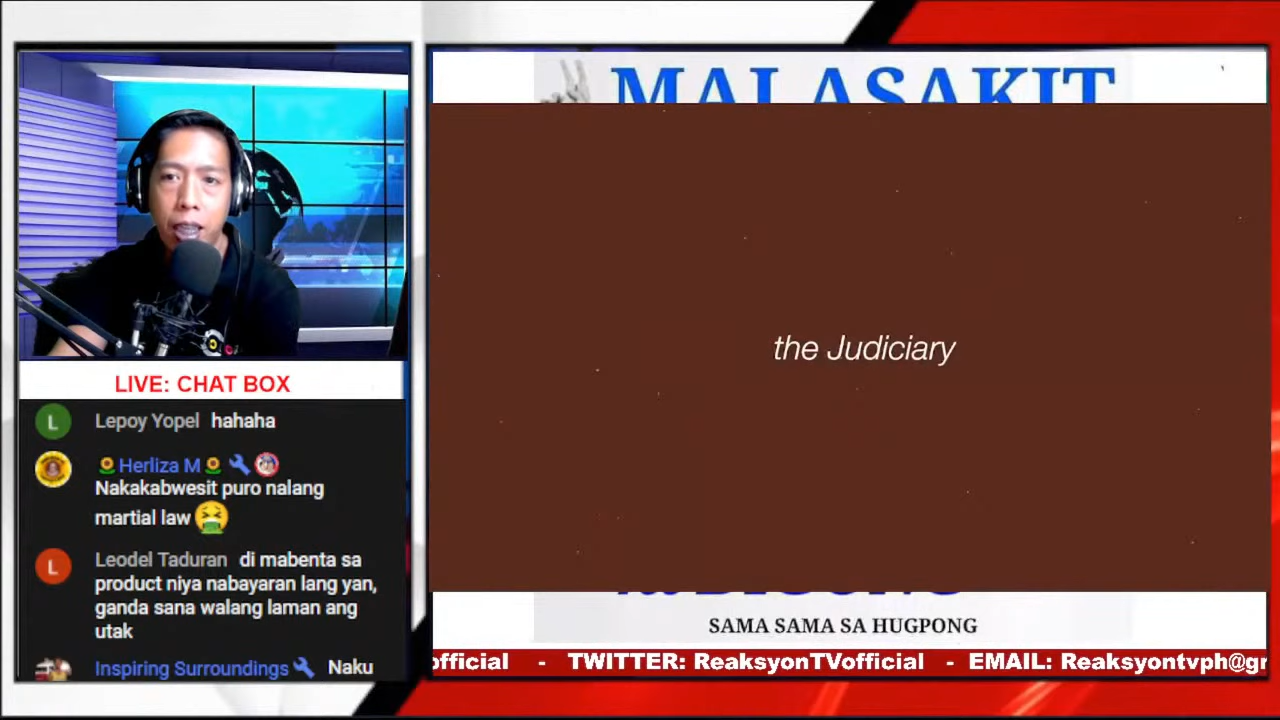 MALASAKIT
the Judiciary
SAMA SAMA SA HUGPONG
LIVE: CHAT BOX
Lepoy Yopel hahaha
Herliza M
Nakakabwesit puro nalang
martial law
Leodel Taduran di mabenta sa
product niya nabayaran lang yan,
ganda sana walang laman ang
utak
Inspiring Surroundings Naku
official - TWITTER: ReaksyonTVofficial - EMAIL: Reaksyontvph@gr